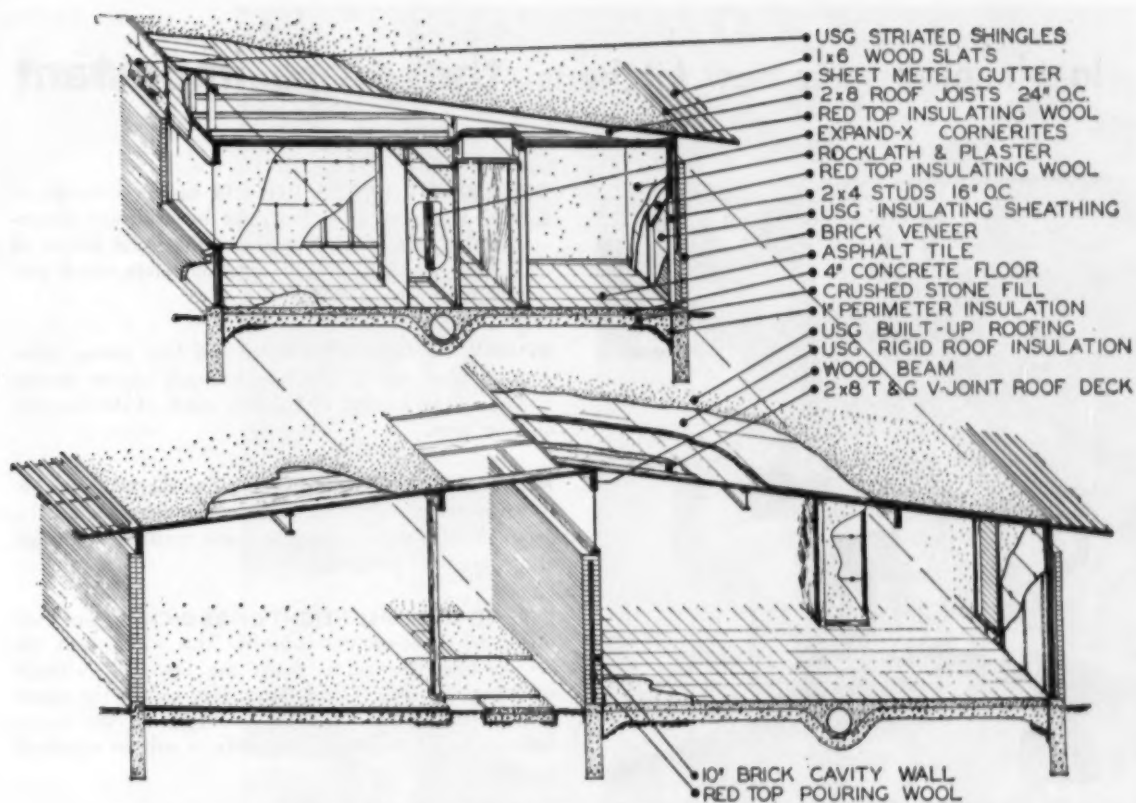 tant
USG STRIATED SHINGLES
1x6 WOOD SLATS
SHEET METEL GUTTER
2x8 ROOF JOISTS 24" O.C.
RED TOP INSULATING WOOL
EXPAND-X CORNERITES
ROCKLATH & PLASTER
RED TOP INSULATING WOOL
2x4 STUDS 16" O.C.
USG INSULATING SHEATHING
BRICK VENEER
ASPHALT TILE
4" CONCRETE FLOOR
CRUSHED STONE FILL
1" PERIMETER INSULATION
USG BUILT-UP ROOFING
USG RIGID ROOF INSULATION
WOOD BEAM
2x8 T & G V-JOINT ROOF DECK
10" BRICK CAVITY WALL
RED TOP POURING WOOL